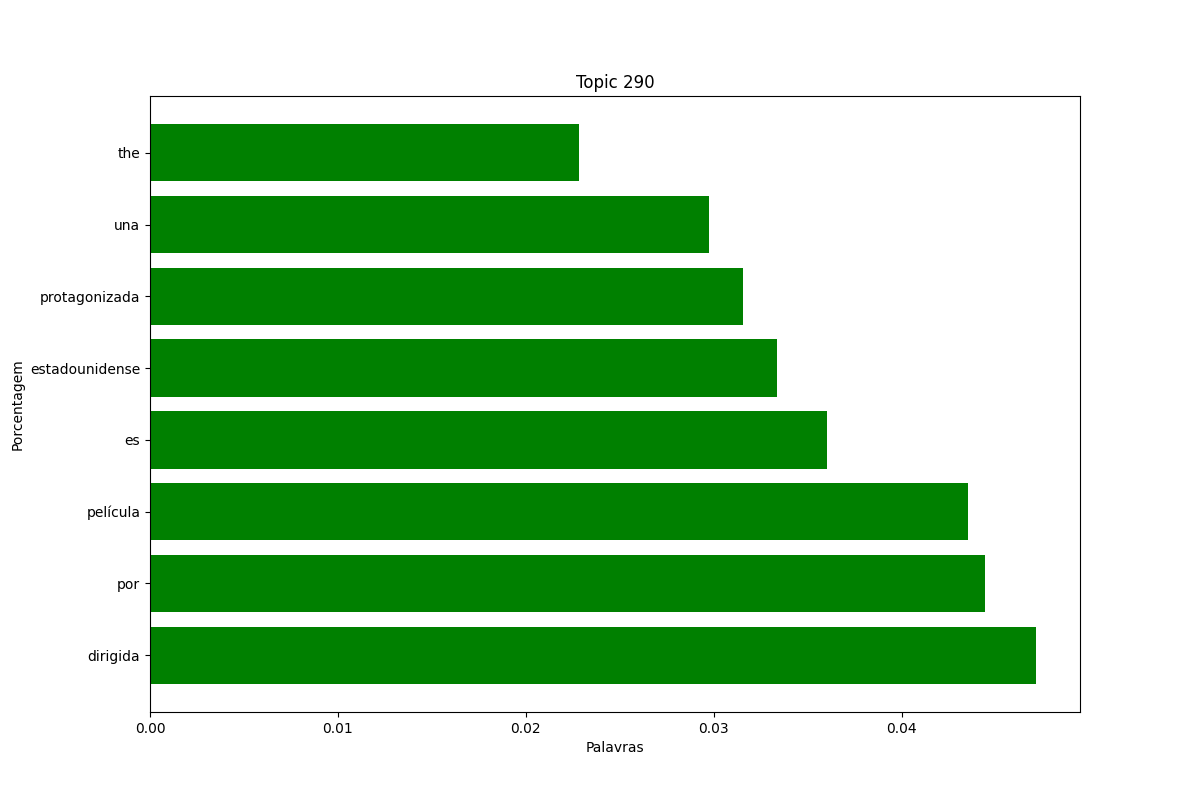 Topic 290
the
una
protagonizada
estadounidense
es
película
por
dirigida
Porcentagem
0.00 0.01 0.02 0.03 0.04
Palavras